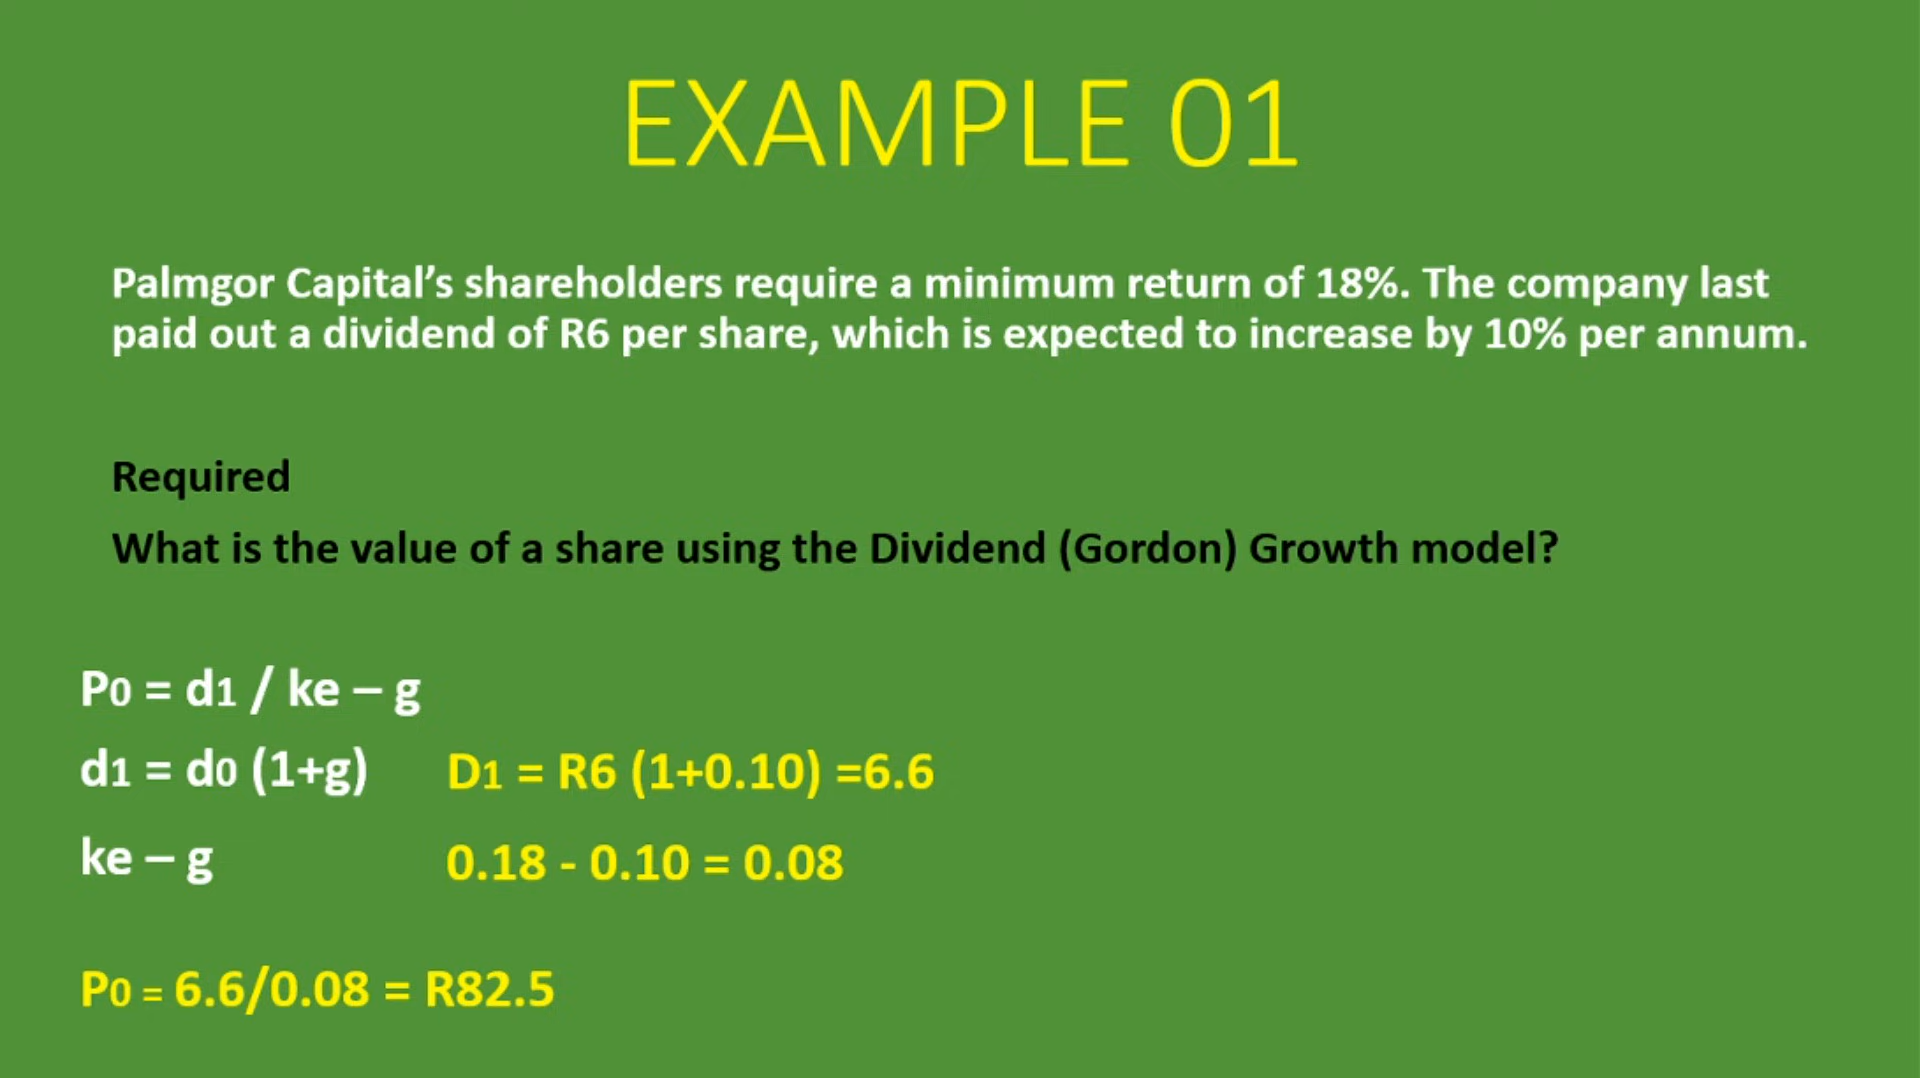 EXAMPLE 01
Palmgor Capital’s shareholders require a minimum return of 18%. The company last
paid out a dividend of R6 per share, which is expected to increase by 10% per annum.
Required
What is the value of a share using the Dividend (Gordon) Growth model?
P0 = d1 / ke – g
d1 = d0 (1+g) D1 = R6 (1+0.10) =6.6
ke – g 0.18 - 0.10 = 0.08
P0 = 6.6/0.08 = R82.5